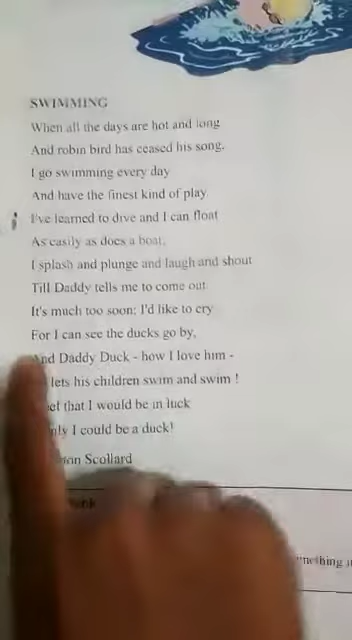 SWIMMING
When all the days are hot and long
And robin bird has ceased his song,
I go swimming every day
And have the finest kind of play.
I've learned to dive and I can float
As easily as does a boat;
I splash and plunge and laugh and shout
Till Daddy tells me to come out.
It's much too soon; I'd like to cry
For I can see the ducks go by,
And Daddy Duck - how I love him -
lets his children swim and swim !
that I would be in luck
I could be a duck!
Scollard